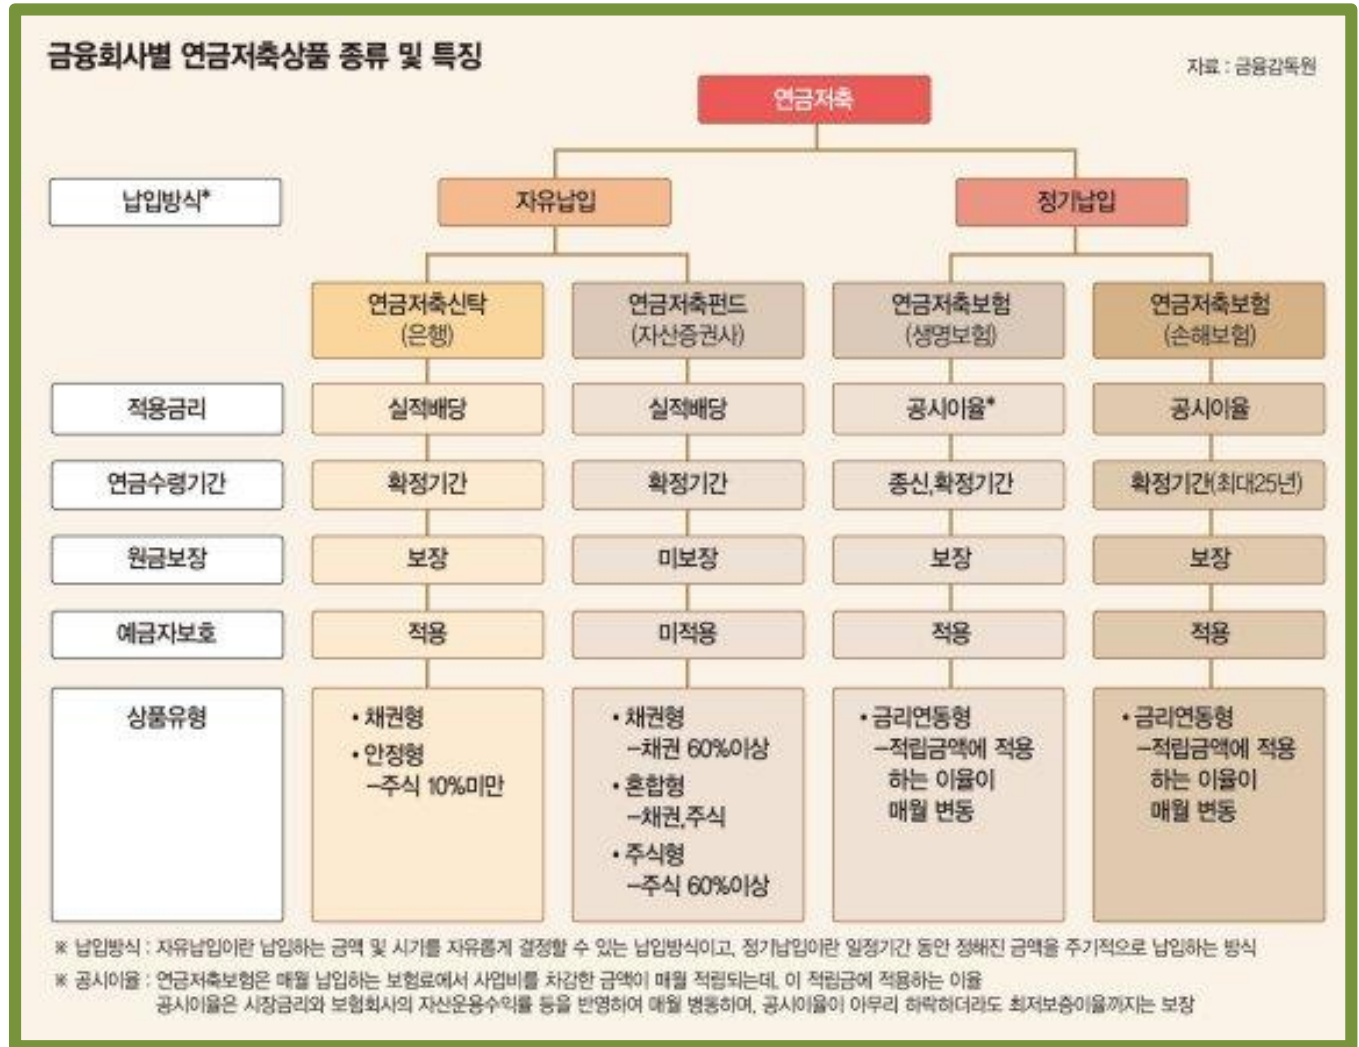 금융회사별 연금저축상품 종류 및 특징
자료 : 금융감독원
연금저축
납입방식*
자유납입
정기납입
연금저축신탁
(은행)
연금저축펀드
(자산증권사)
연금저축보험
(생명보험)
연금저축보험
(손해보험)
적용금리
실적배당
실적배당
공시이율*
공시이율
연금수령기간
확정기간
확정기간
종신,확정기간
확정기간(최대25년)
원금보장
보장
미보장
보장
보장
예금자보호
적용
미적용
적용
적용
상품유형
• 채권형
• 안정형
–주식 10%미만
• 채권형
–채권 60%이상
• 혼합형
–채권,주식
• 주식형
–주식 60%이상
• 금리연동형
–적립금액에 적용
하는 이율이
매월 변동
• 금리연동형
–적립금액에 적용
하는 이율이
매월 변동
※ 납입방식 : 자유납입이란 납입하는 금액 및 시기를 자유롭게 결정할 수 있는 납입방식이고, 정기납입이란 일정기간 동안 정해진 금액을 주기적으로 납입하는 방식
※ 공시이율 : 연금저축보험은 매월 납입하는 보험료에서 사업비를 차감한 금액이 매월 적립되는데, 이 적립금에 적용하는 이율
공시이율은 시장금리와 보험회사의 자산운용수익률 등을 반영하여 매월 병동하며, 공시이율이 아무리 하락하더라도 최저보증이율까지는 보장